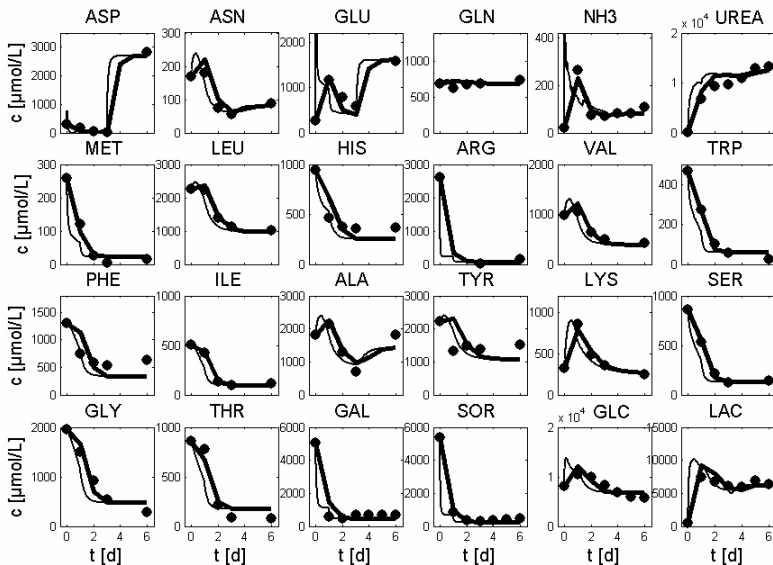 ASP ASN GLU GLN NH3 UREA
x 10^4
c [µmol/L]
3000 2000 1000 0
300 200 100 0
2000 1000 0
1000 500 0
400 200 0
2 1 0
MET LEU HIS ARG VAL TRP
c [µmol/L]
300 200 100 0
3000 2000 1000 0
1000 500 0
3000 2000 1000 0
2000 1000 0
400 200 0
PHE ILE ALA TYR LYS SER
c [µmol/L]
1500 1000 500 0
1000 500 0
3000 2000 1000 0
3000 2000 1000 0
1000 500 0
1000 500 0
GLY THR GAL SOR GLC LAC
x 10^4
c [µmol/L]
2000 1000 0
1000 500 0
6000 4000 2000 0
6000 4000 2000 0
2 1 0
15000 10000 5000 0
0 2 4 6 0 2 4 6 0 2 4 6 0 2 4 6 0 2 4 6 0 2 4 6
t [d] t [d] t [d] t [d] t [d] t [d]